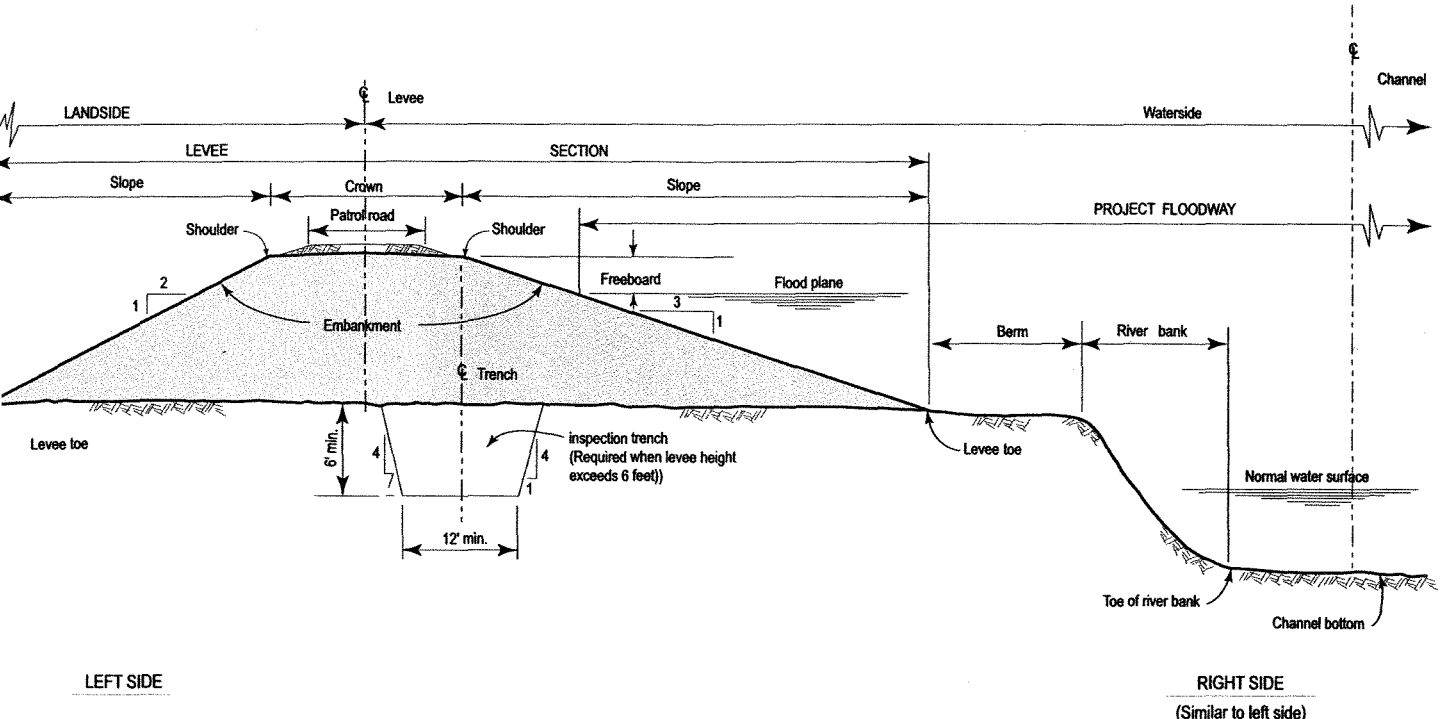 ℄
Channel
℄ Levee
LANDSIDE
Waterside
LEVEE SECTION
Slope
Crown
Slope
Patrol road
PROJECT FLOODWAY
Shoulder
Shoulder
Freeboard
Flood plane
2
1
3
1
Embankment
Berm
River bank
℄ Trench
Levee toe
6' min.
4
4
1
inspection trench
(Required when levee height
exceeds 6 feet))
Levee toe
Normal water surface
12' min.
Toe of river bank
Channel bottom
LEFT SIDE
RIGHT SIDE
(Similar to left side)